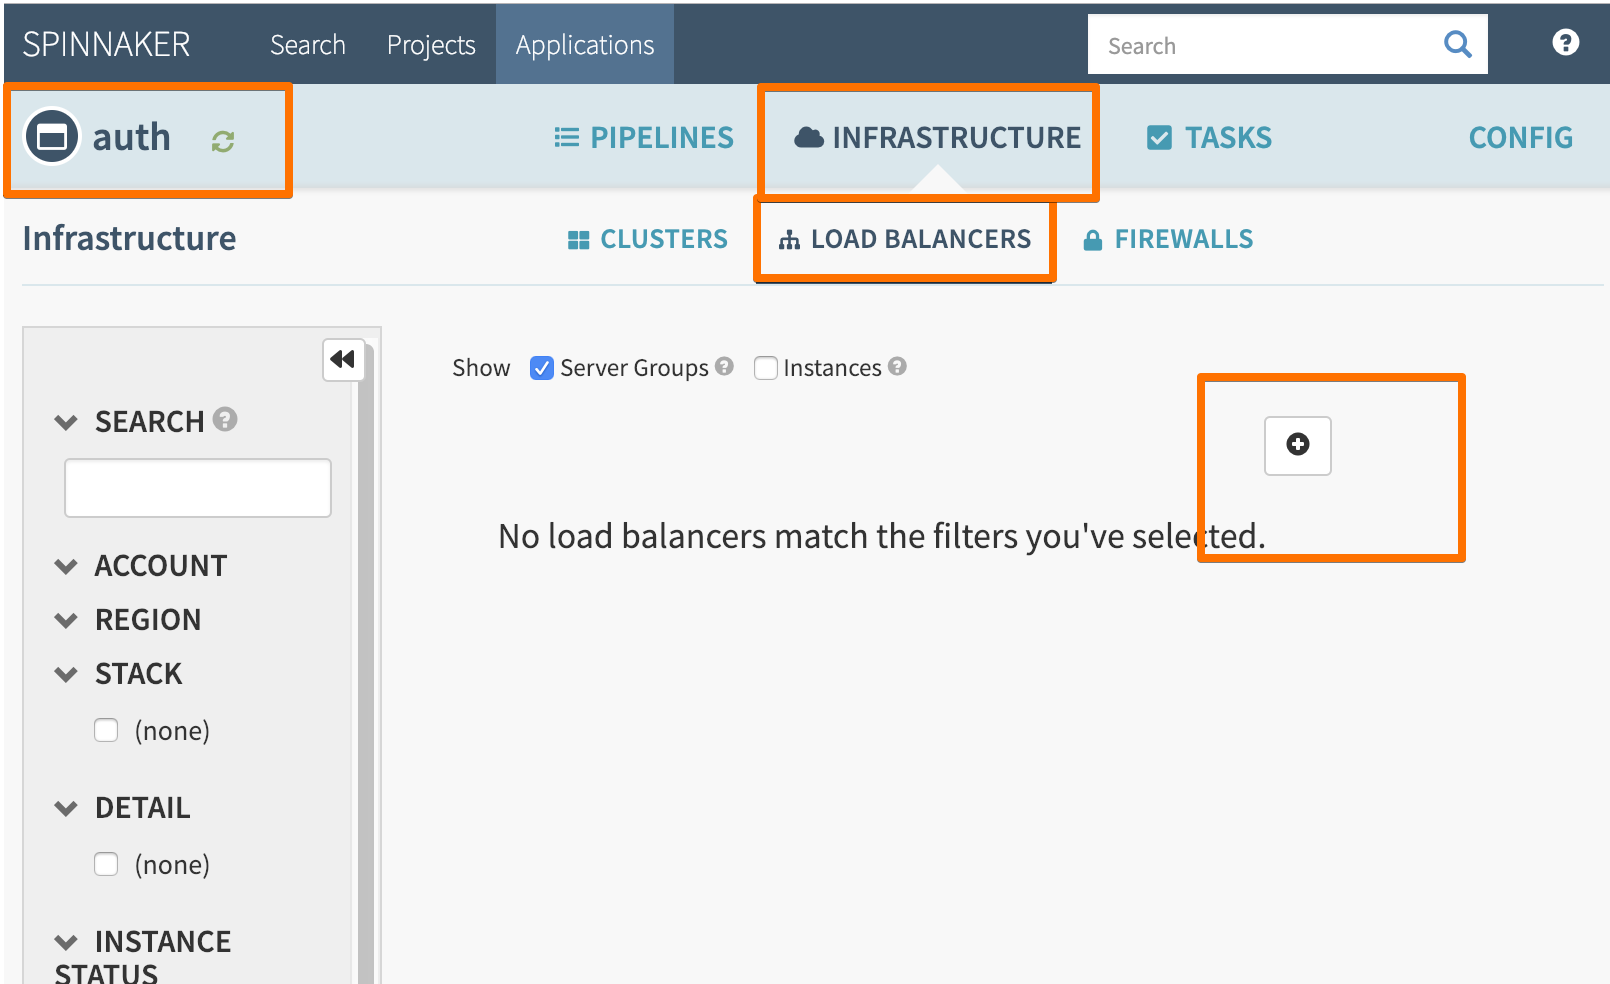 SPINNAKER Search Projects Applications Search
auth PIPELINES INFRASTRUCTURE TASKS CONFIG
Infrastructure CLUSTERS LOAD BALANCERS FIREWALLS
Show Server Groups Instances
SEARCH
No load balancers match the filters you've selected.
ACCOUNT
REGION
STACK
(none)
DETAIL
(none)
INSTANCE
STATUS